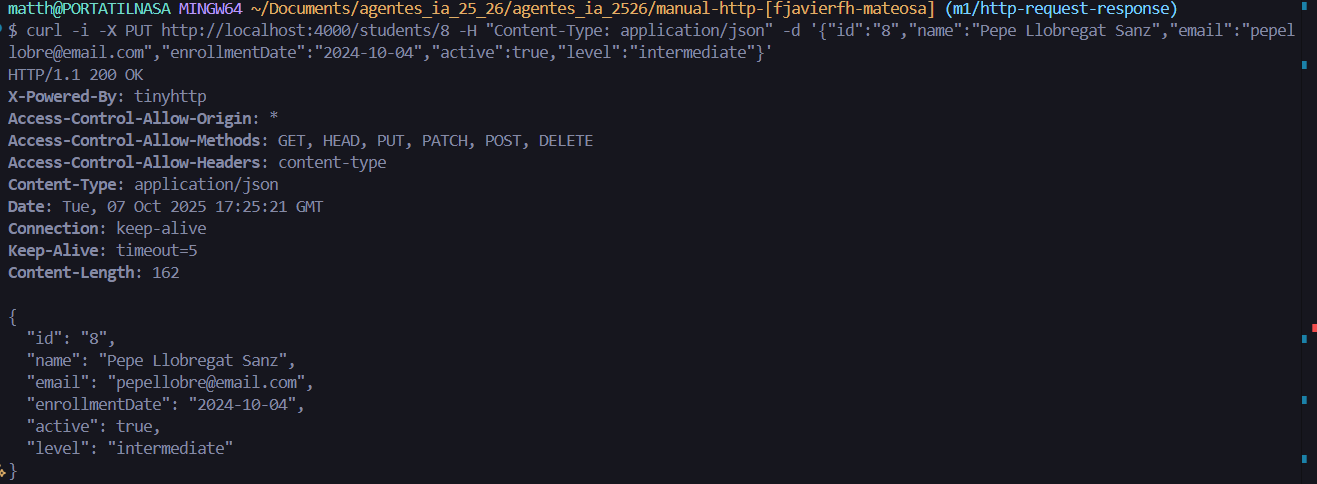 matth@PORTATILNASA MINGW64 ~/Documents/agentes_ia_25_26/agentes_ia_2526/manual-http-[fjavierfh-mateosa] (m1/http-request-response)
$ curl -i -X PUT http://localhost:4000/students/8 -H "Content-Type: application/json" -d '{"id":"8","name":"Pepe Llobregat Sanz","email":"pepel
lobre@email.com","enrollmentDate":"2024-10-04","active":true,"level":"intermediate"}'
HTTP/1.1 200 OK
X-Powered-By: tinyhttp
Access-Control-Allow-Origin: *
Access-Control-Allow-Methods: GET, HEAD, PUT, PATCH, POST, DELETE
Access-Control-Allow-Headers: content-type
Content-Type: application/json
Date: Tue, 07 Oct 2025 17:25:21 GMT
Connection: keep-alive
Keep-Alive: timeout=5
Content-Length: 162

{
  "id": "8",
  "name": "Pepe Llobregat Sanz",
  "email": "pepellobre@email.com",
  "enrollmentDate": "2024-10-04",
  "active": true,
  "level": "intermediate"
}